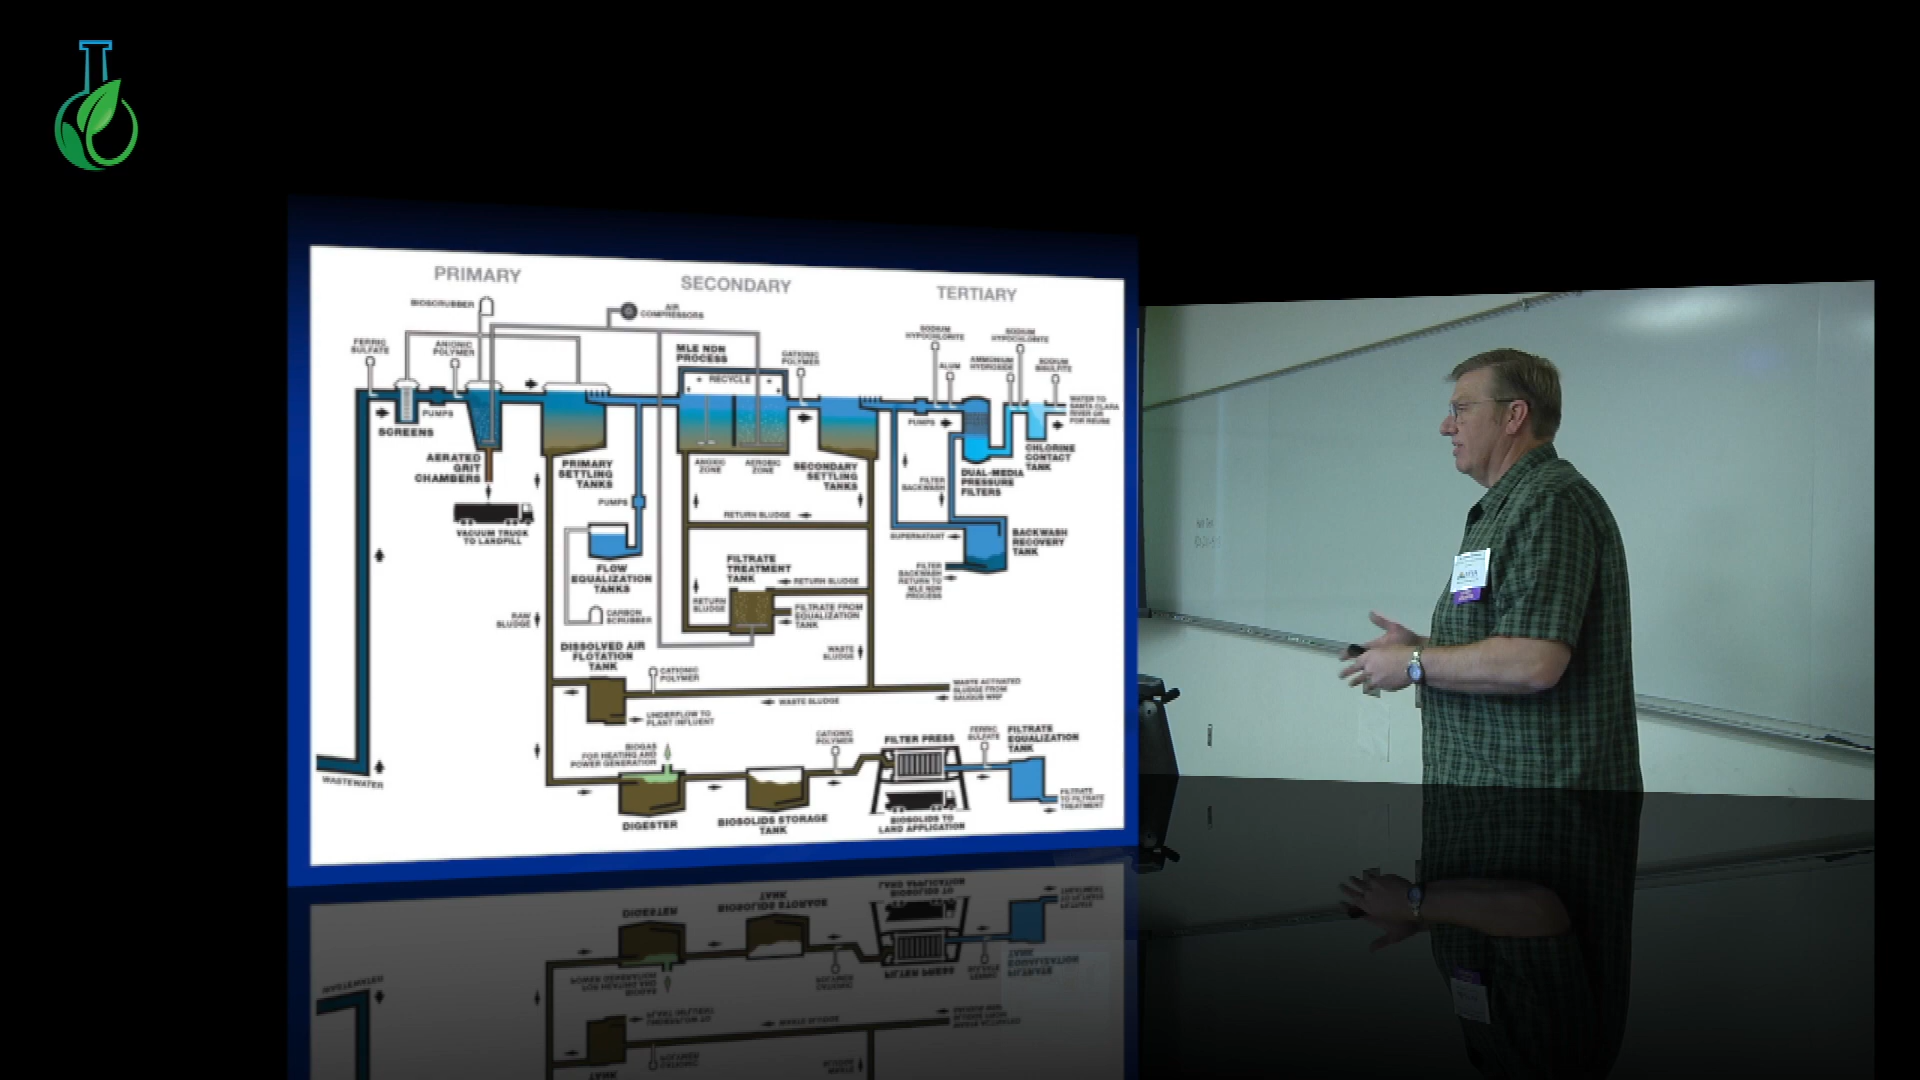 PRIMARY
SECONDARY
TERTIARY
BIOSCRUBBER
AIR
COMPRESSORS
FERRIC
SULFATE
ANIONIC
POLYMER
MLE NDN
PROCESS
RECYCLE
CATIONIC
POLYMER
SODIUM
HYPOCHLORITE
ALUM
AMMONIUM
HYDROXIDE
SODIUM
HYPOCHLORITE
SODIUM
BISULFITE
WATER TO
SANTA CLARA
RIVER OR
FOR REUSE
PUMPS
SCREENS
AERATED
GRIT
CHAMBERS
VACUUM TRUCK
TO LANDFILL
PRIMARY
SETTLING
TANKS
PUMPS
FLOW
EQUALIZATION
TANKS
CARBON
SCRUBBER
ANOXIC
ZONE
AEROBIC
ZONE
SECONDARY
SETTLING
TANKS
RETURN SLUDGE
FILTRATE
TREATMENT
TANK
RETURN SLUDGE
RETURN
SLUDGE
FILTRATE FROM
EQUALIZATION
TANK
WASTE
SLUDGE
PUMPS
FILTER
BACKWASH
DUAL-MEDIA
PRESSURE
FILTERS
CHLORINE
CONTACT
TANK
SUPERNATANT
BACKWASH
RECOVERY
TANK
FILTER
BACKWASH
RETURN TO
MLE NDN
PROCESS
RAW
SLUDGE
DISSOLVED AIR
FLOTATION
TANK
CATIONIC
POLYMER
WASTE SLUDGE
WASTE ACTIVATED
SLUDGE FROM
SAUGUS WRP
UNDERFLOW TO
PLANT INFLUENT
BIOGAS
FOR HEATING AND
POWER GENERATION
DIGESTER
BIOSOLIDS STORAGE
TANK
CATIONIC
POLYMER
FILTER PRESS
BIOSOLIDS TO
LAND APPLICATION
FERRIC
SULFATE
FILTRATE
EQUALIZATION
TANK
FILTRATE
TO FILTRATE
TREATMENT
WASTEWATER